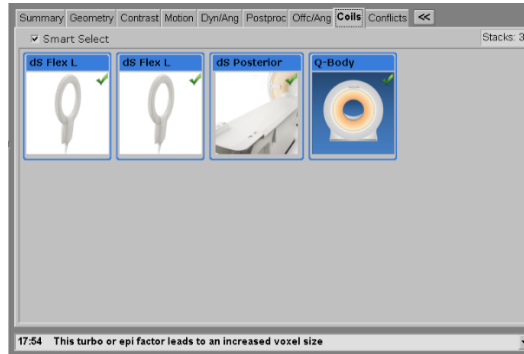 Summary Geometry Contrast Motion Dyn/Ang Postproc Offc/Ang Coils Conflicts <<
Smart Select Stacks: 3
dS Flex L dS Flex L dS Posterior Q-Body
17:54 This turbo or epi factor leads to an increased voxel size